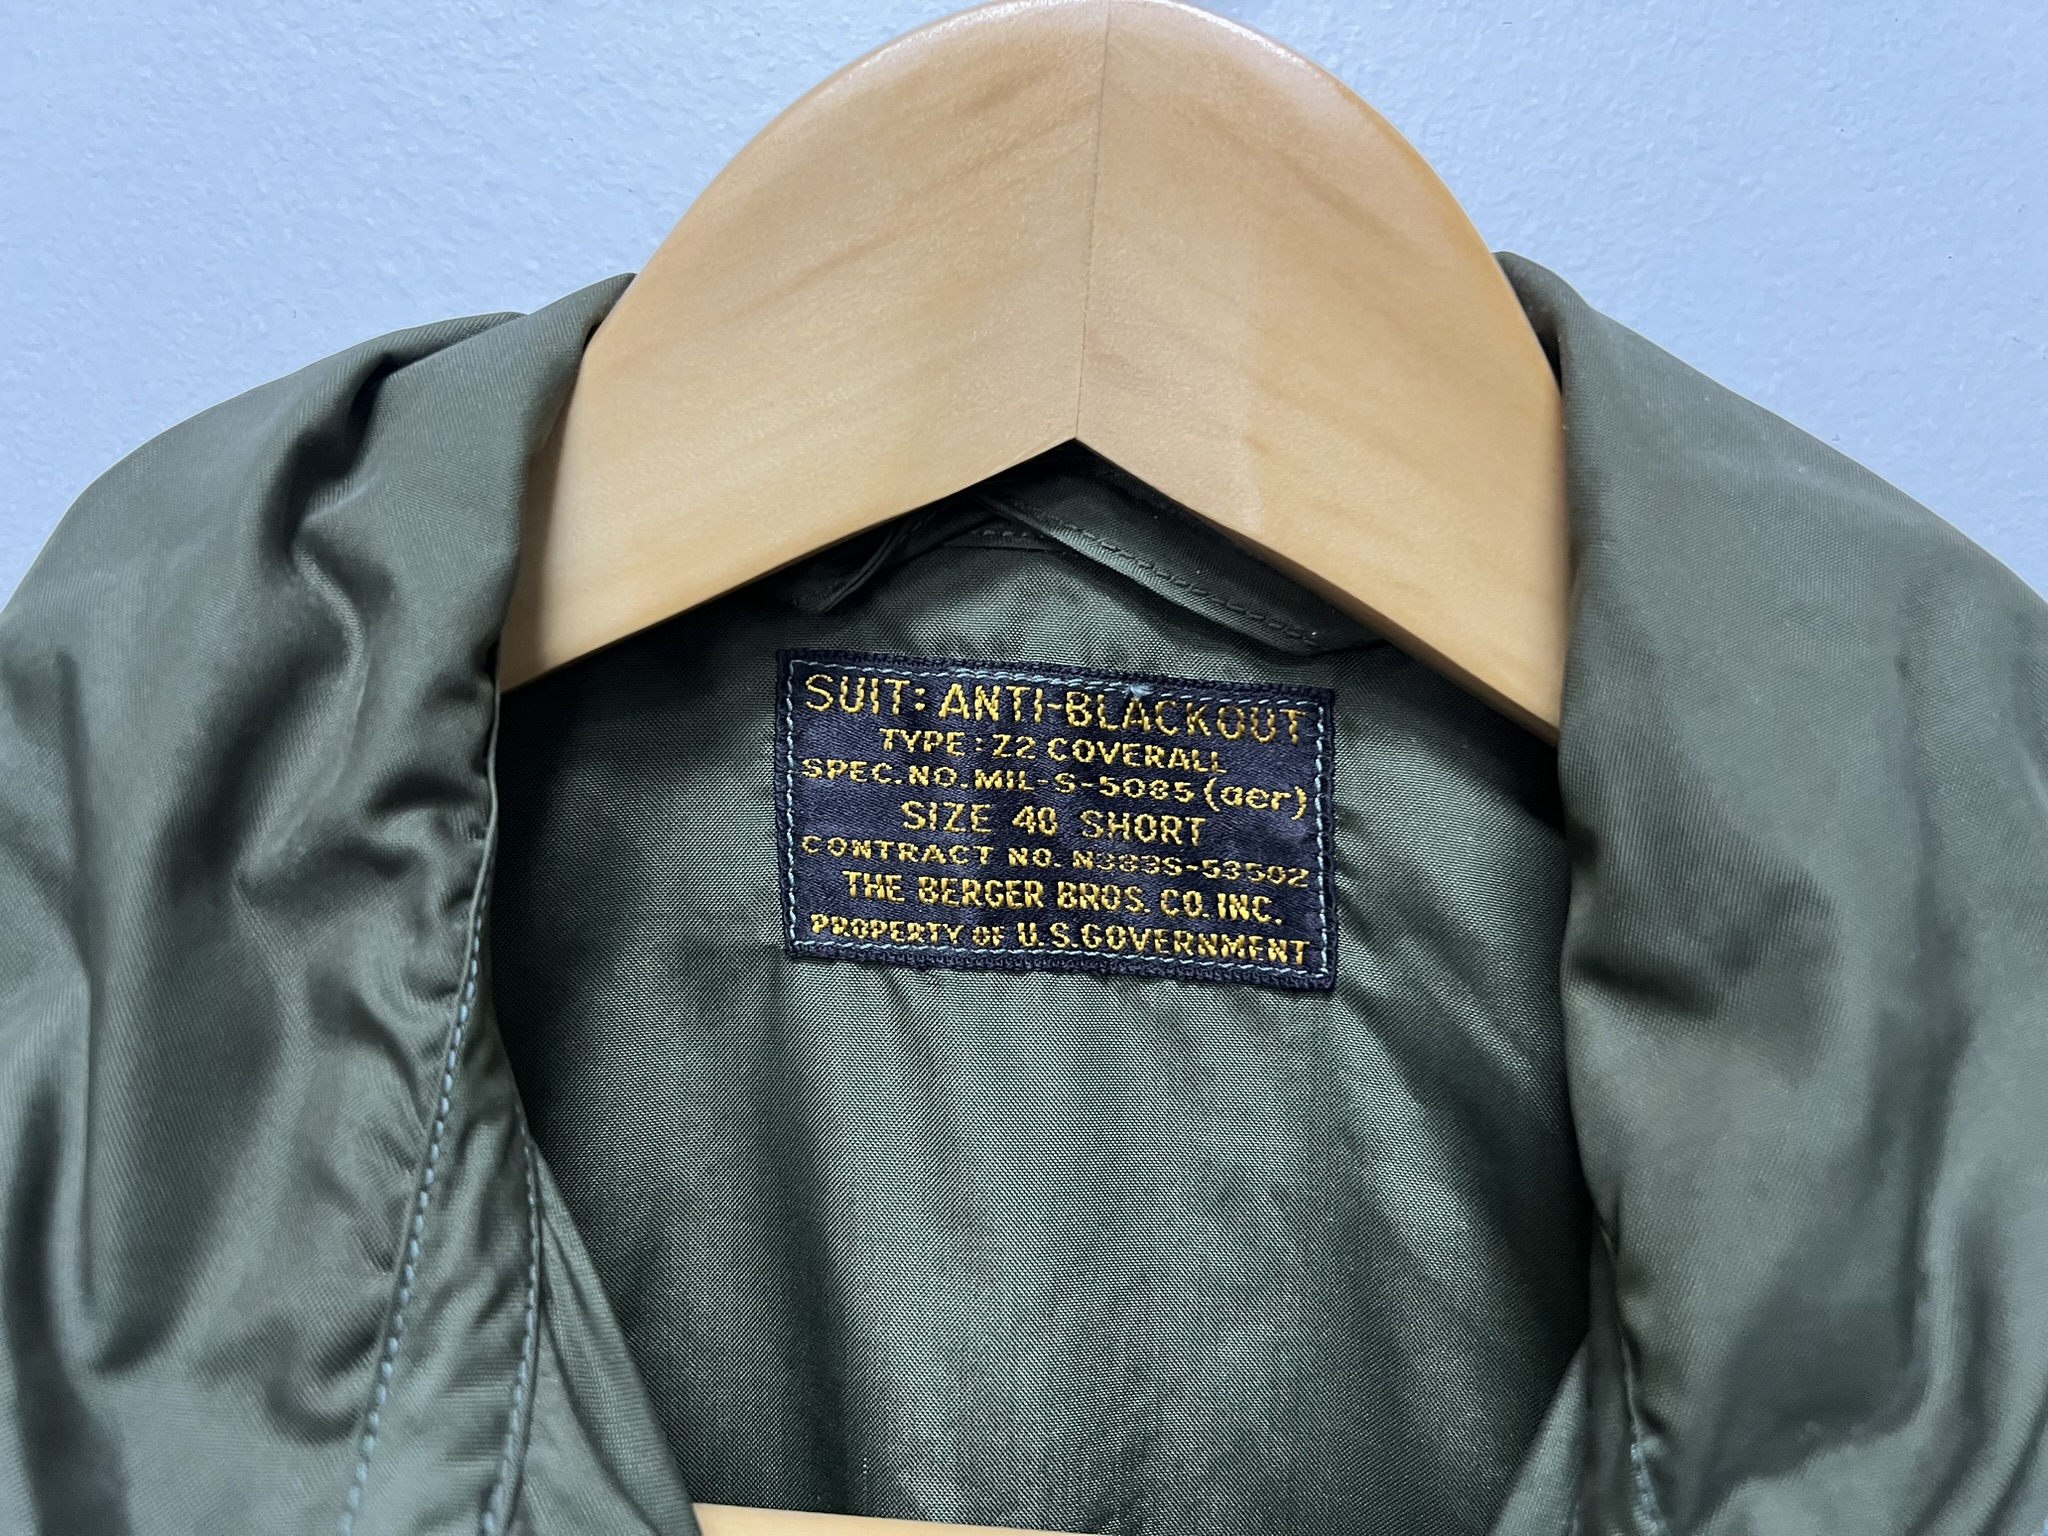 SUIT: ANTI-BLACKOUT
TYPE: Z2 COVERALL
SPEC. NO. MIL-S-5085 (aer)
SIZE 40 SHORT
CONTRACT NO. N383S-53502
THE BERGER BROS. CO. INC.
PROPERTY OF U.S. GOVERNMENT